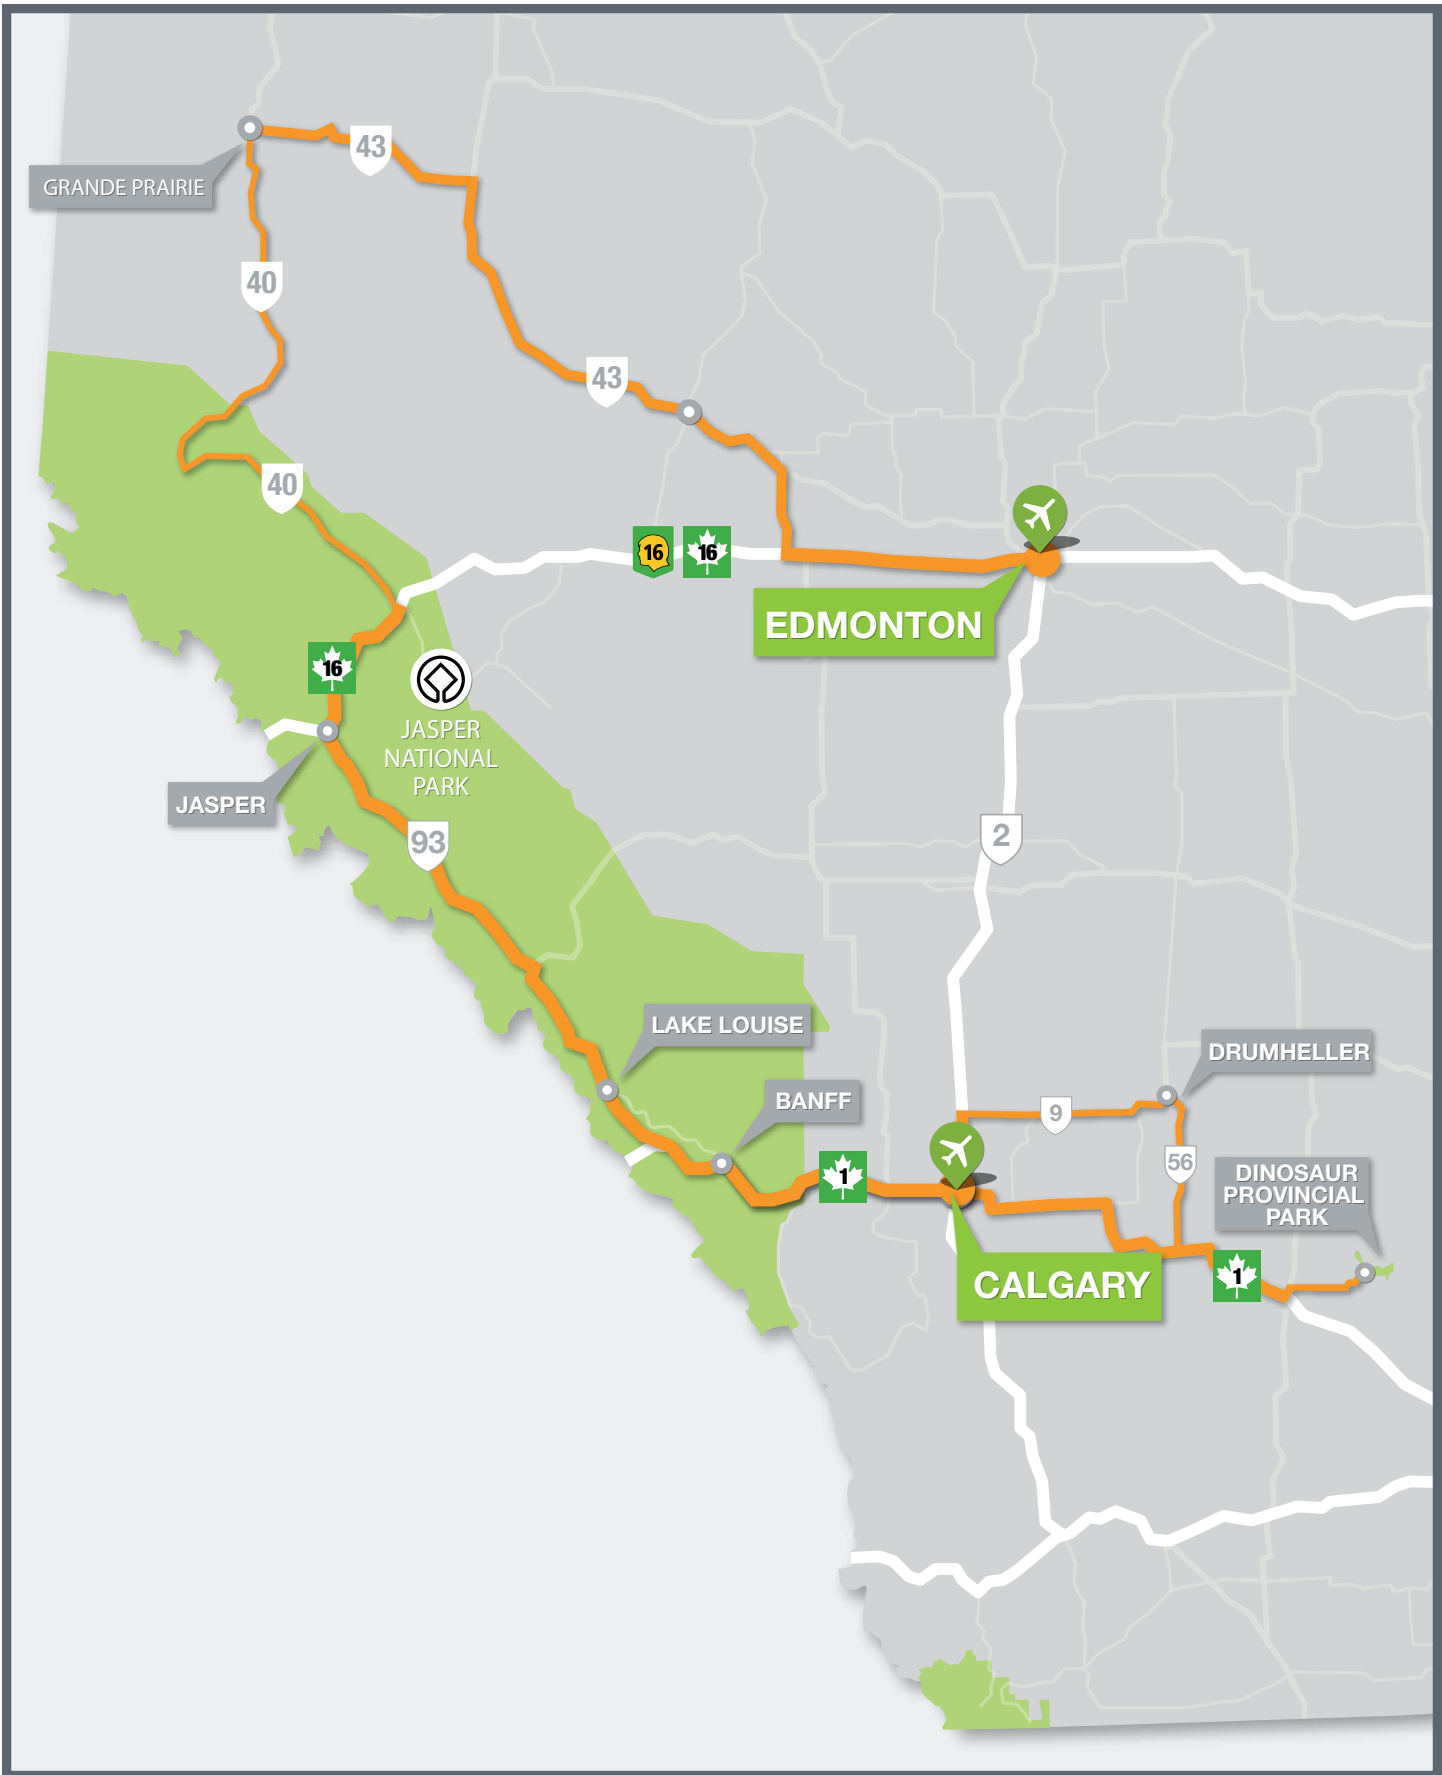 43
GRANDE PRAIRIE
40
43
40
16
16
EDMONTON
16
JASPER
NATIONAL
PARK
JASPER
93
2
LAKE LOUISE
DRUMHELLER
BANFF
9
56
1
DINOSAUR
PROVINCIAL
PARK
CALGARY
1